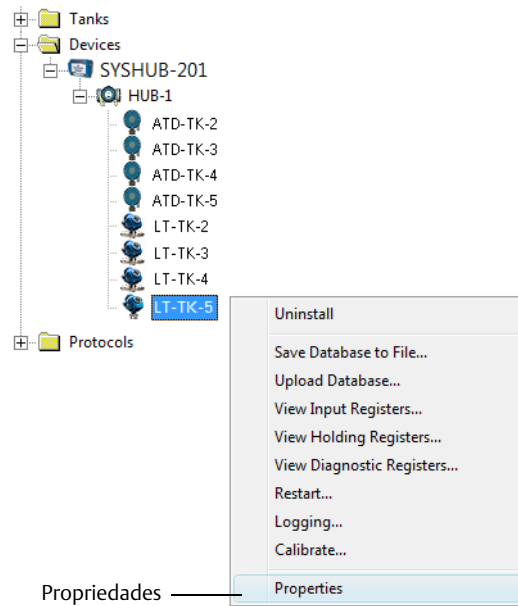 Tanks
Devices
SYSHUB-201
HUB-1
ATD-TK-2
ATD-TK-3
ATD-TK-4
ATD-TK-5
LT-TK-2
LT-TK-3
LT-TK-4
LT-TK-5
Protocols
Uninstall
Save Database to File...
Upload Database...
View Input Registers...
View Holding Registers...
View Diagnostic Registers...
Restart...
Logging...
Calibrate...
Propriedades
Properties